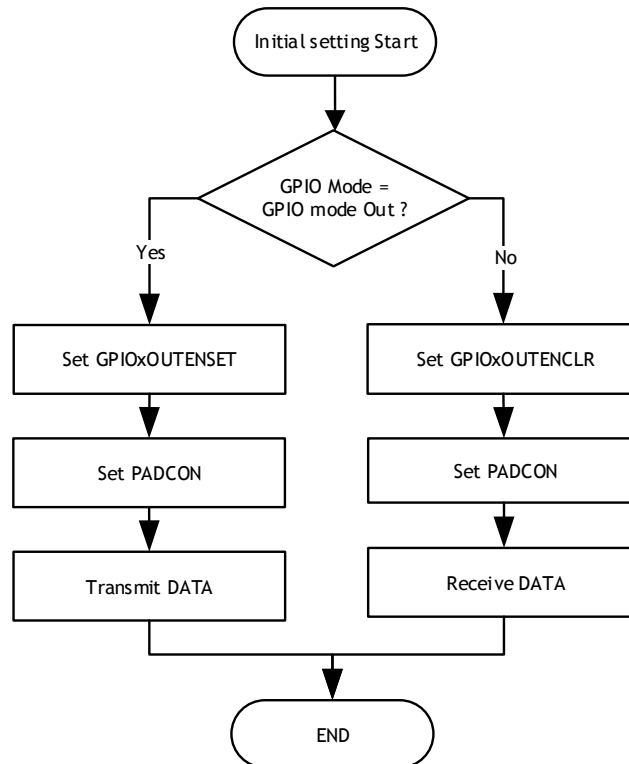 Initial setting Start
GPIO Mode =
GPIO mode Out ?
Yes
No
Set GPIOxOUTENSET
Set GPIOxOUTENCLR
Set PADCON
Set PADCON
Transmit DATA
Receive DATA
END